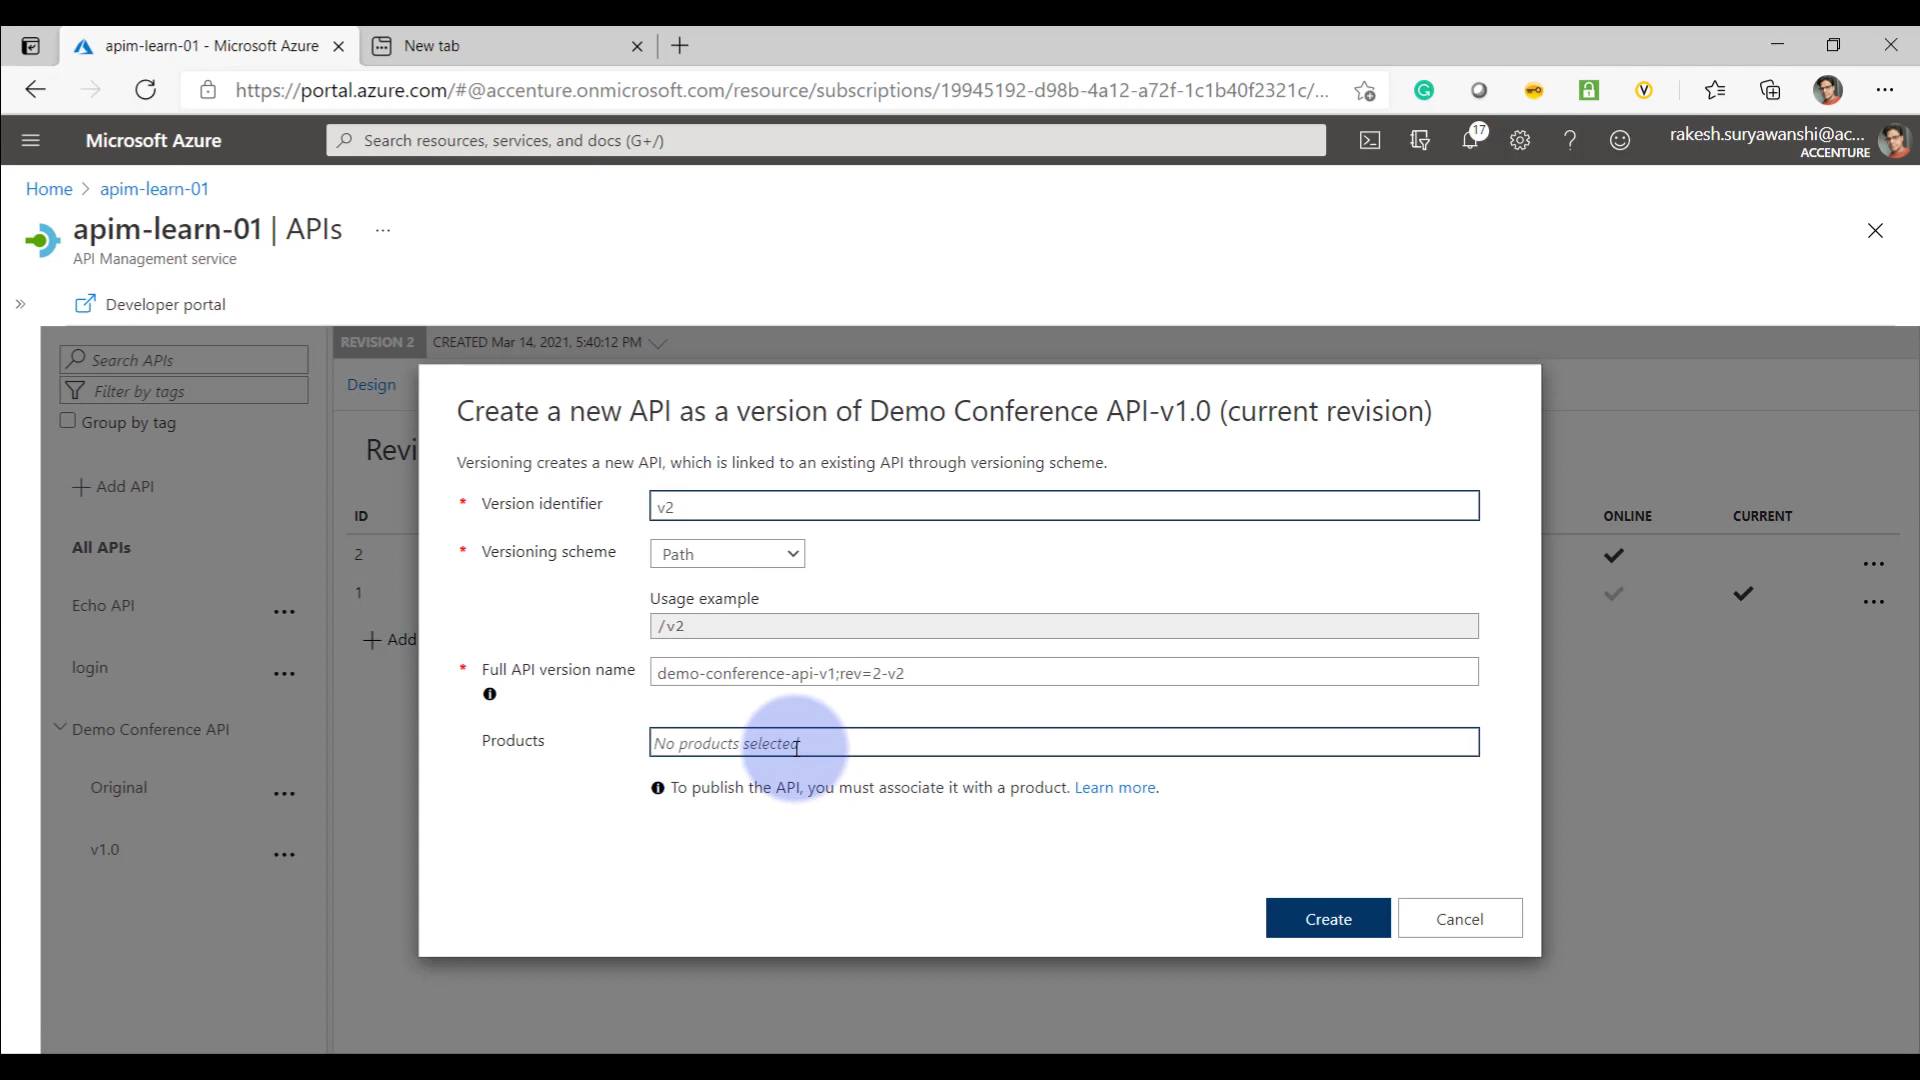 apim-learn-01 - Microsoft Azure
New tab
https://portal.azure.com/#@accenture.onmicrosoft.com/resource/subscriptions/19945192-d98b-4a12-a72f-1c1b40f2321c/...
Microsoft Azure
Search resources, services, and docs (G+/)
17
rakesh.suryawanshi@ac...
ACCENTURE
Home > apim-learn-01
apim-learn-01 | APIs ...
API Management service
Developer portal
Search APIs
Filter by tags
Group by tag
+ Add API
All APIs
Echo API
login
Demo Conference API
Original
v1.0
REVISION 2 CREATED Mar 14, 2021, 5:40:12 PM
Design
Revi
ID
ONLINE
CURRENT
2
1
+ Add
Create a new API as a version of Demo Conference API-v1.0 (current revision)
Versioning creates a new API, which is linked to an existing API through versioning scheme.
* Version identifier
v2
* Versioning scheme
Path
Usage example
/v2
* Full API version name
demo-conference-api-v1;rev=2-v2
Products
No products selected
To publish the API, you must associate it with a product. Learn more.
Create
Cancel